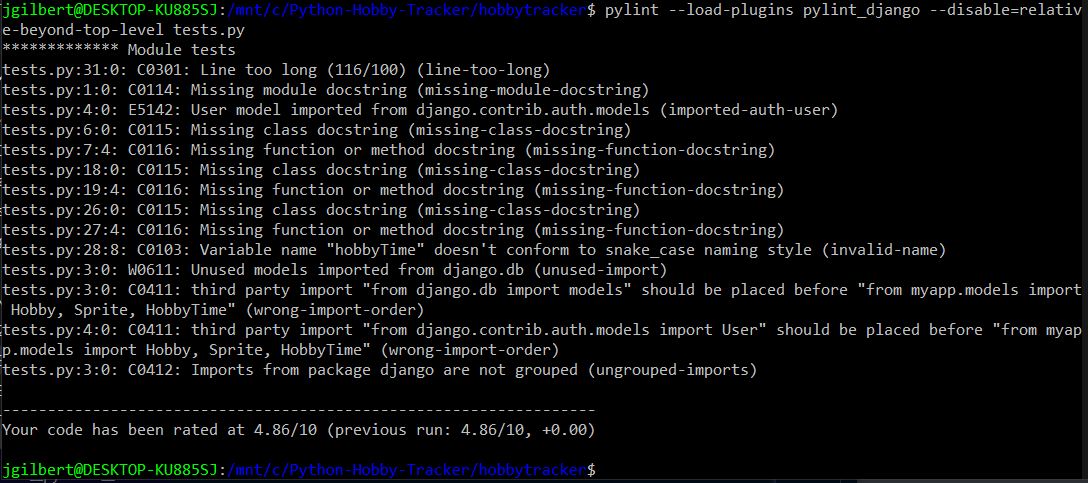 jgilbert@DESKTOP-KU885SJ:/mnt/c/Python-Hobby-Tracker/hobbytracker$ pylint --load-plugins pylint_django --disable=relativ
e-beyond-top-level tests.py
************* Module tests
tests.py:31:0: C0301: Line too long (116/100) (line-too-long)
tests.py:1:0: C0114: Missing module docstring (missing-module-docstring)
tests.py:4:0: E5142: User model imported from django.contrib.auth.models (imported-auth-user)
tests.py:6:0: C0115: Missing class docstring (missing-class-docstring)
tests.py:7:4: C0116: Missing function or method docstring (missing-function-docstring)
tests.py:18:0: C0115: Missing class docstring (missing-class-docstring)
tests.py:19:4: C0116: Missing function or method docstring (missing-function-docstring)
tests.py:26:0: C0115: Missing class docstring (missing-class-docstring)
tests.py:27:4: C0116: Missing function or method docstring (missing-function-docstring)
tests.py:28:8: C0103: Variable name "hobbyTime" doesn't conform to snake_case naming style (invalid-name)
tests.py:3:0: W0611: Unused models imported from django.db (unused-import)
tests.py:3:0: C0411: third party import "from django.db import models" should be placed before "from myapp.models import
 Hobby, Sprite, HobbyTime" (wrong-import-order)
tests.py:4:0: C0411: third party import "from django.contrib.auth.models import User" should be placed before "from myap
p.models import Hobby, Sprite, HobbyTime" (wrong-import-order)
tests.py:3:0: C0412: Imports from package django are not grouped (ungrouped-imports)

------------------------------------------------------------------
Your code has been rated at 4.86/10 (previous run: 4.86/10, +0.00)

jgilbert@DESKTOP-KU885SJ:/mnt/c/Python-Hobby-Tracker/hobbytracker$